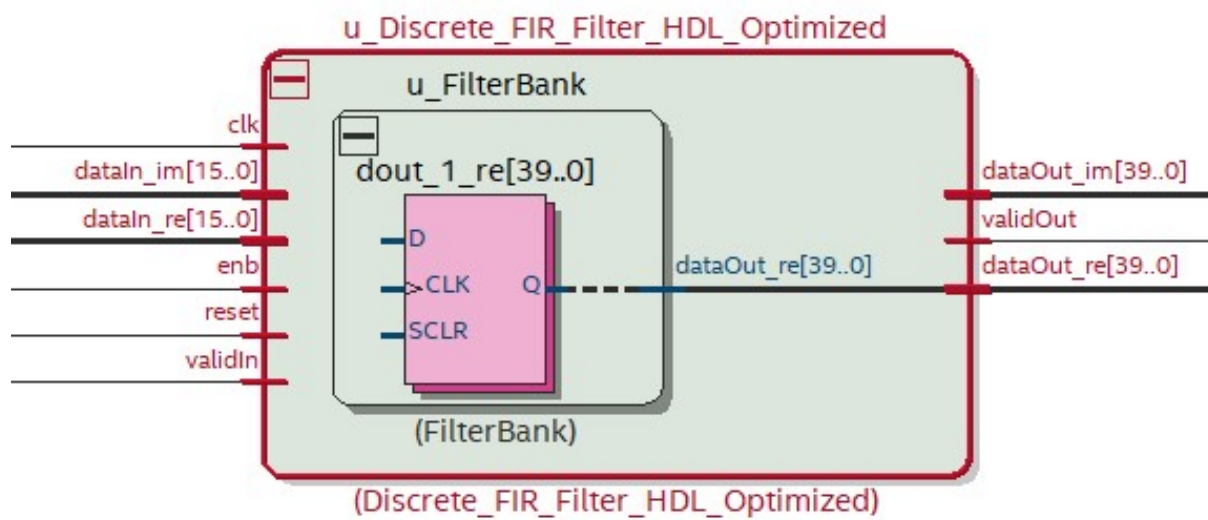 u_Discrete_FIR_Filter_HDL_Optimized
u_FilterBank
clk
dataIn_im[15..0]
dataIn_re[15..0]
enb
reset
validIn
dout_1_re[39..0]
D
CLK
SCLR
Q
dataOut_re[39..0]
dataOut_im[39..0]
validOut
dataOut_re[39..0]
(FilterBank)
(Discrete_FIR_Filter_HDL_Optimized)